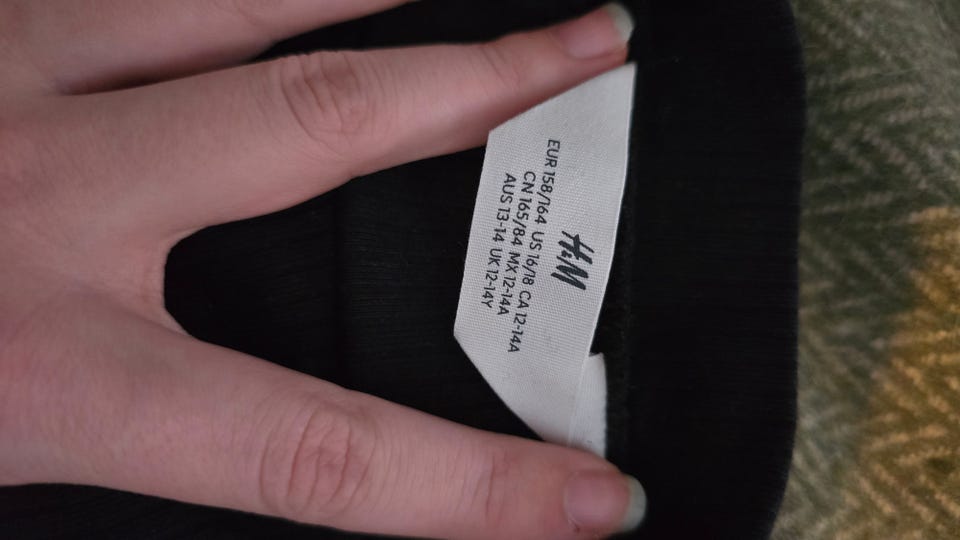 H&M
EUR 158/164 US 16/18 CA 12-14A
CN 165/84 MX 12-14A
AUS 13-14 UK 12-14Y